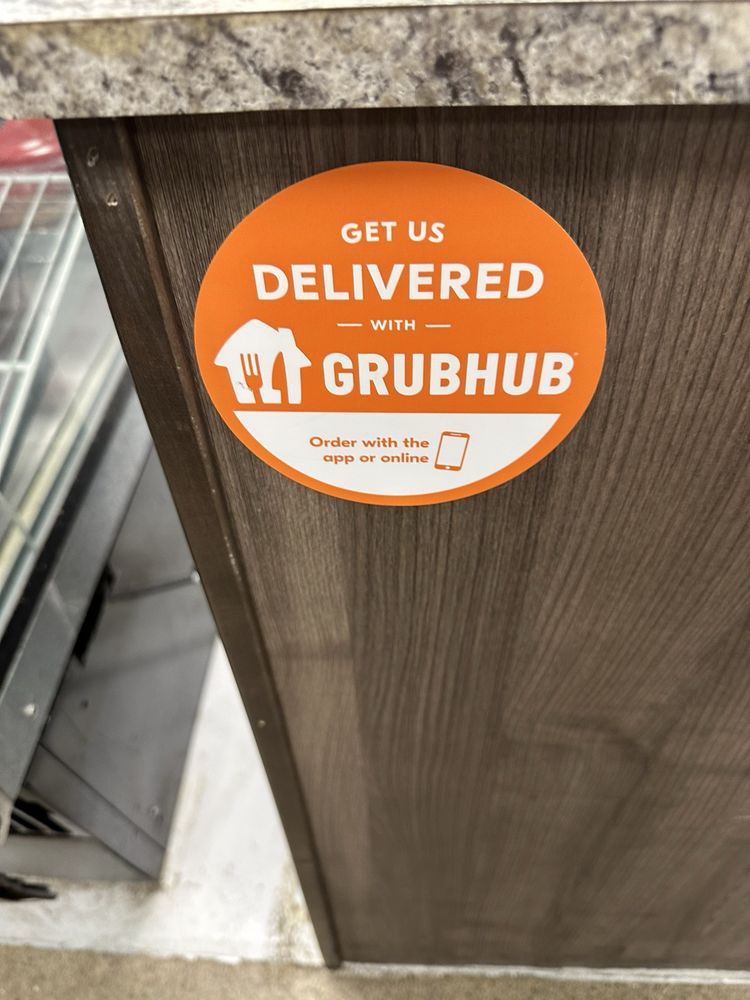 GET US
DELIVERED
— WITH —
GRUBHUB
Order with the
app or online